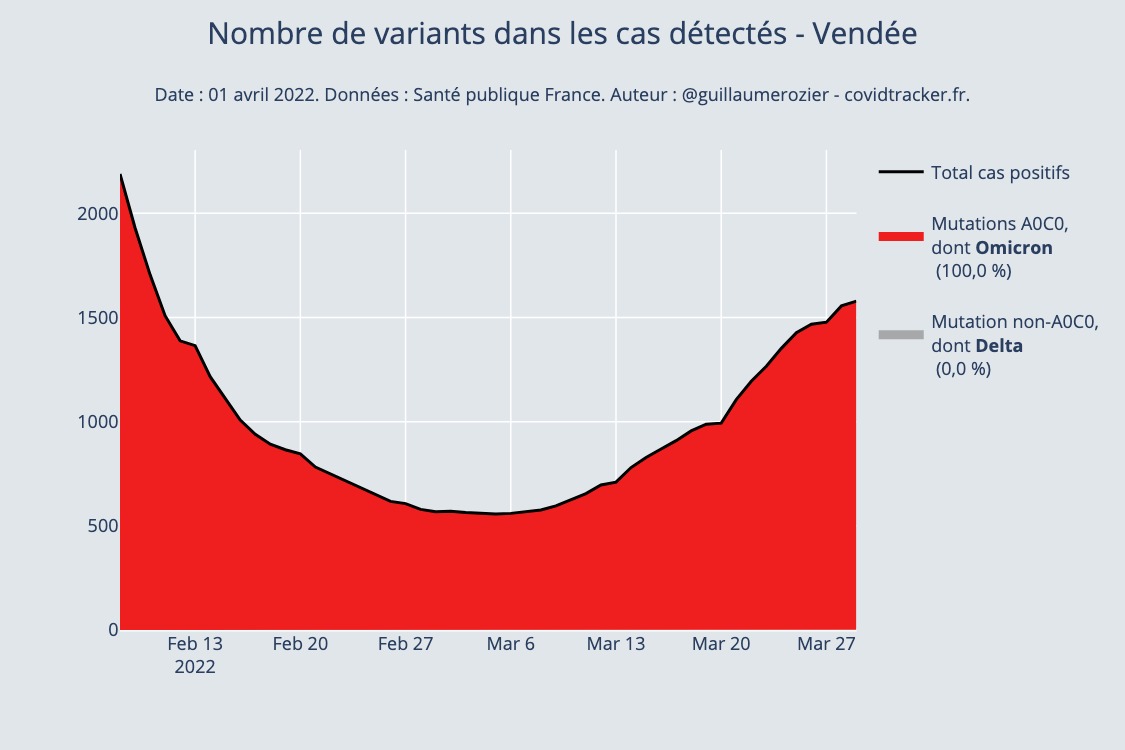 Nombre de variants dans les cas détectés - Vendée
Date : 01 avril 2022. Données : Santé publique France. Auteur : @guillaumerozier - covidtracker.fr.
Total cas positifs
Mutations A0C0,
dont Omicron
(100,0 %)
Mutation non-A0C0,
dont Delta
(0,0 %)
2000
1500
1000
500
0
Feb 13 Feb 20 Feb 27 Mar 6 Mar 13 Mar 20 Mar 27
2022